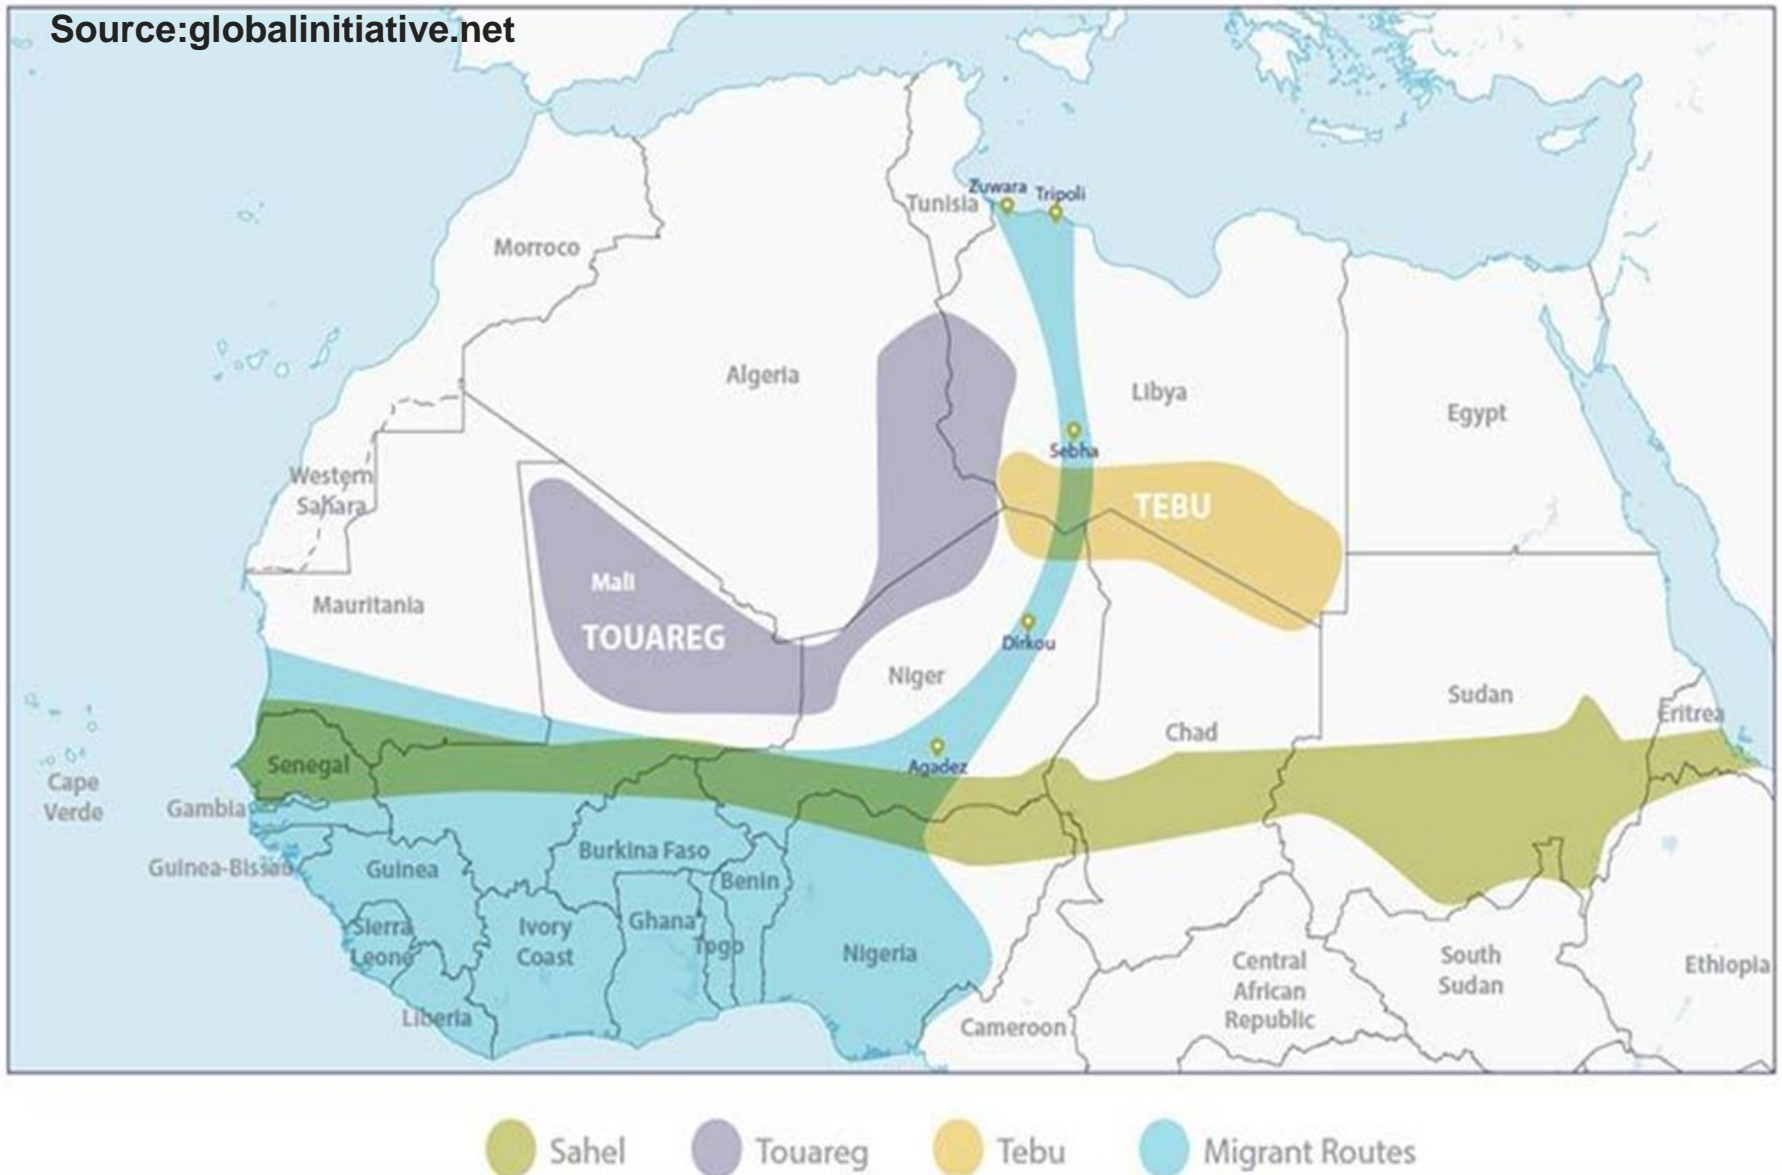 Source:globalinitiative.net
Zuwara
Tripoli
Tunisia
Morroco
Algeria
Libya
Egypt
Sebha
Western
Sahara
TEBU
Mali
Mauritania
TOUAREG
Dirkou
Niger
Sudan
Eritrea
Chad
Senegal
Agadez
Cape
Verde
Gambia
Guinea-Bissau
Guinea
Burkina Faso
Benin
Sierra
Leone
Ivory
Coast
Ghana
Togo
Nigeria
Central
African
Republic
South
Sudan
Ethiopia
Liberia
Cameroon
Sahel
Touareg
Tebu
Migrant Routes